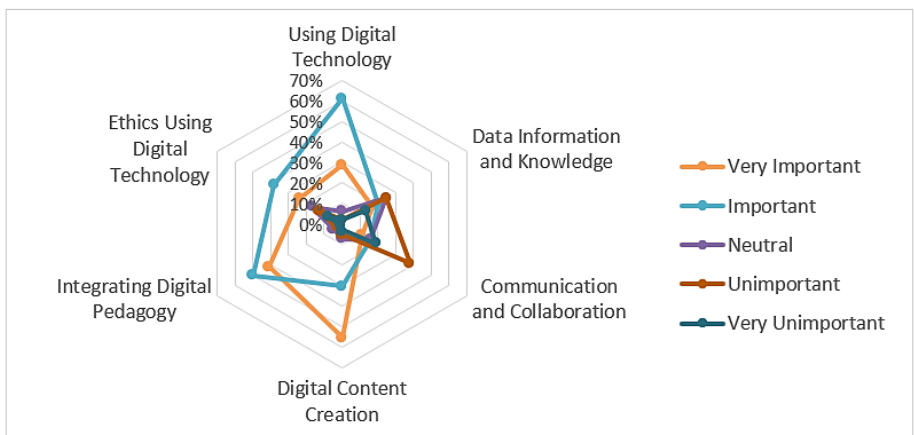 Using Digital
Technology
70%
60%
50%
40%
30%
20%
10%
0%
Data Information
and Knowledge
Communication
and Collaboration
Digital Content
Creation
Integrating Digital
Pedagogy
Ethics Using
Digital
Technology
Very Important
Important
Neutral
Unimportant
Very Unimportant